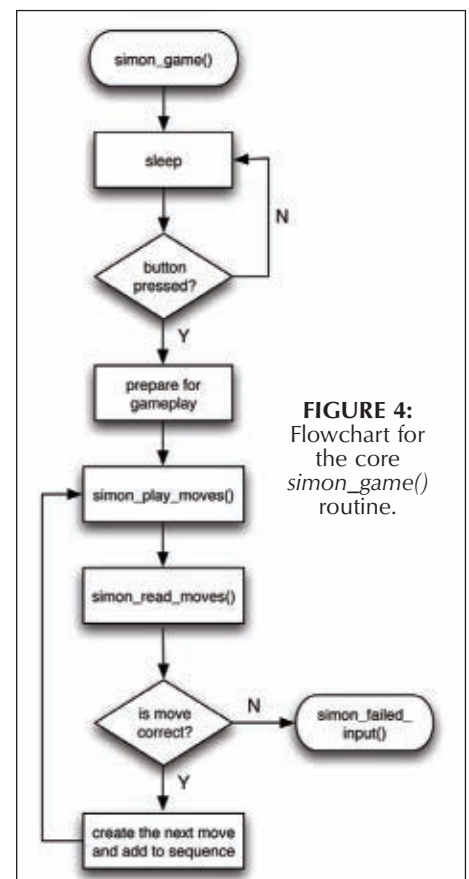 simon_game()
sleep
N
button
pressed?
Y
prepare for
gameplay
FIGURE 4:
Flowchart for
the core
simon_game()
routine.
simon_play_moves()
simon_read_moves()
is move
correct?
N
simon_failed_
input()
Y
create the next move
and add to sequence